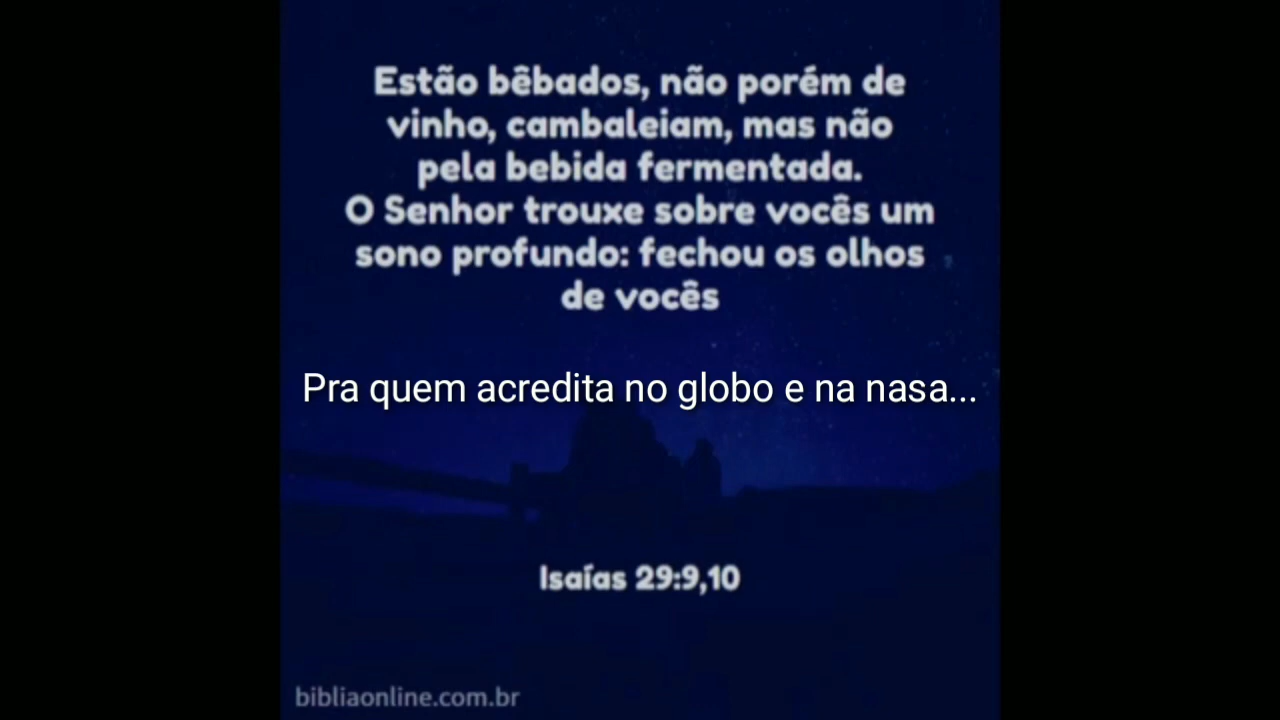 Estão bêbados, não porém de
vinho, cambaleiam, mas não
pela bebida fermentada.
O Senhor trouxe sobre vocês um
sono profundo: fechou os olhos
de vocês
Pra quem acredita no globo e na nasa...
Isaías 29:9,10
bibliaonline.com.br